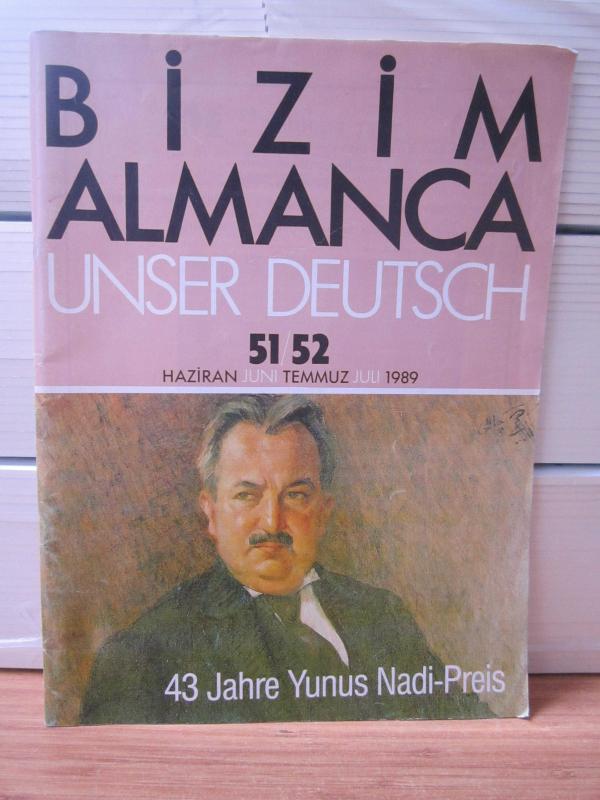 BİZİM
ALMANCA
UNSER DEUTSCH
51/52
HAZİRAN JUNI TEMMUZ JULI 1989
43 Jahre Yunus Nadi-Preis